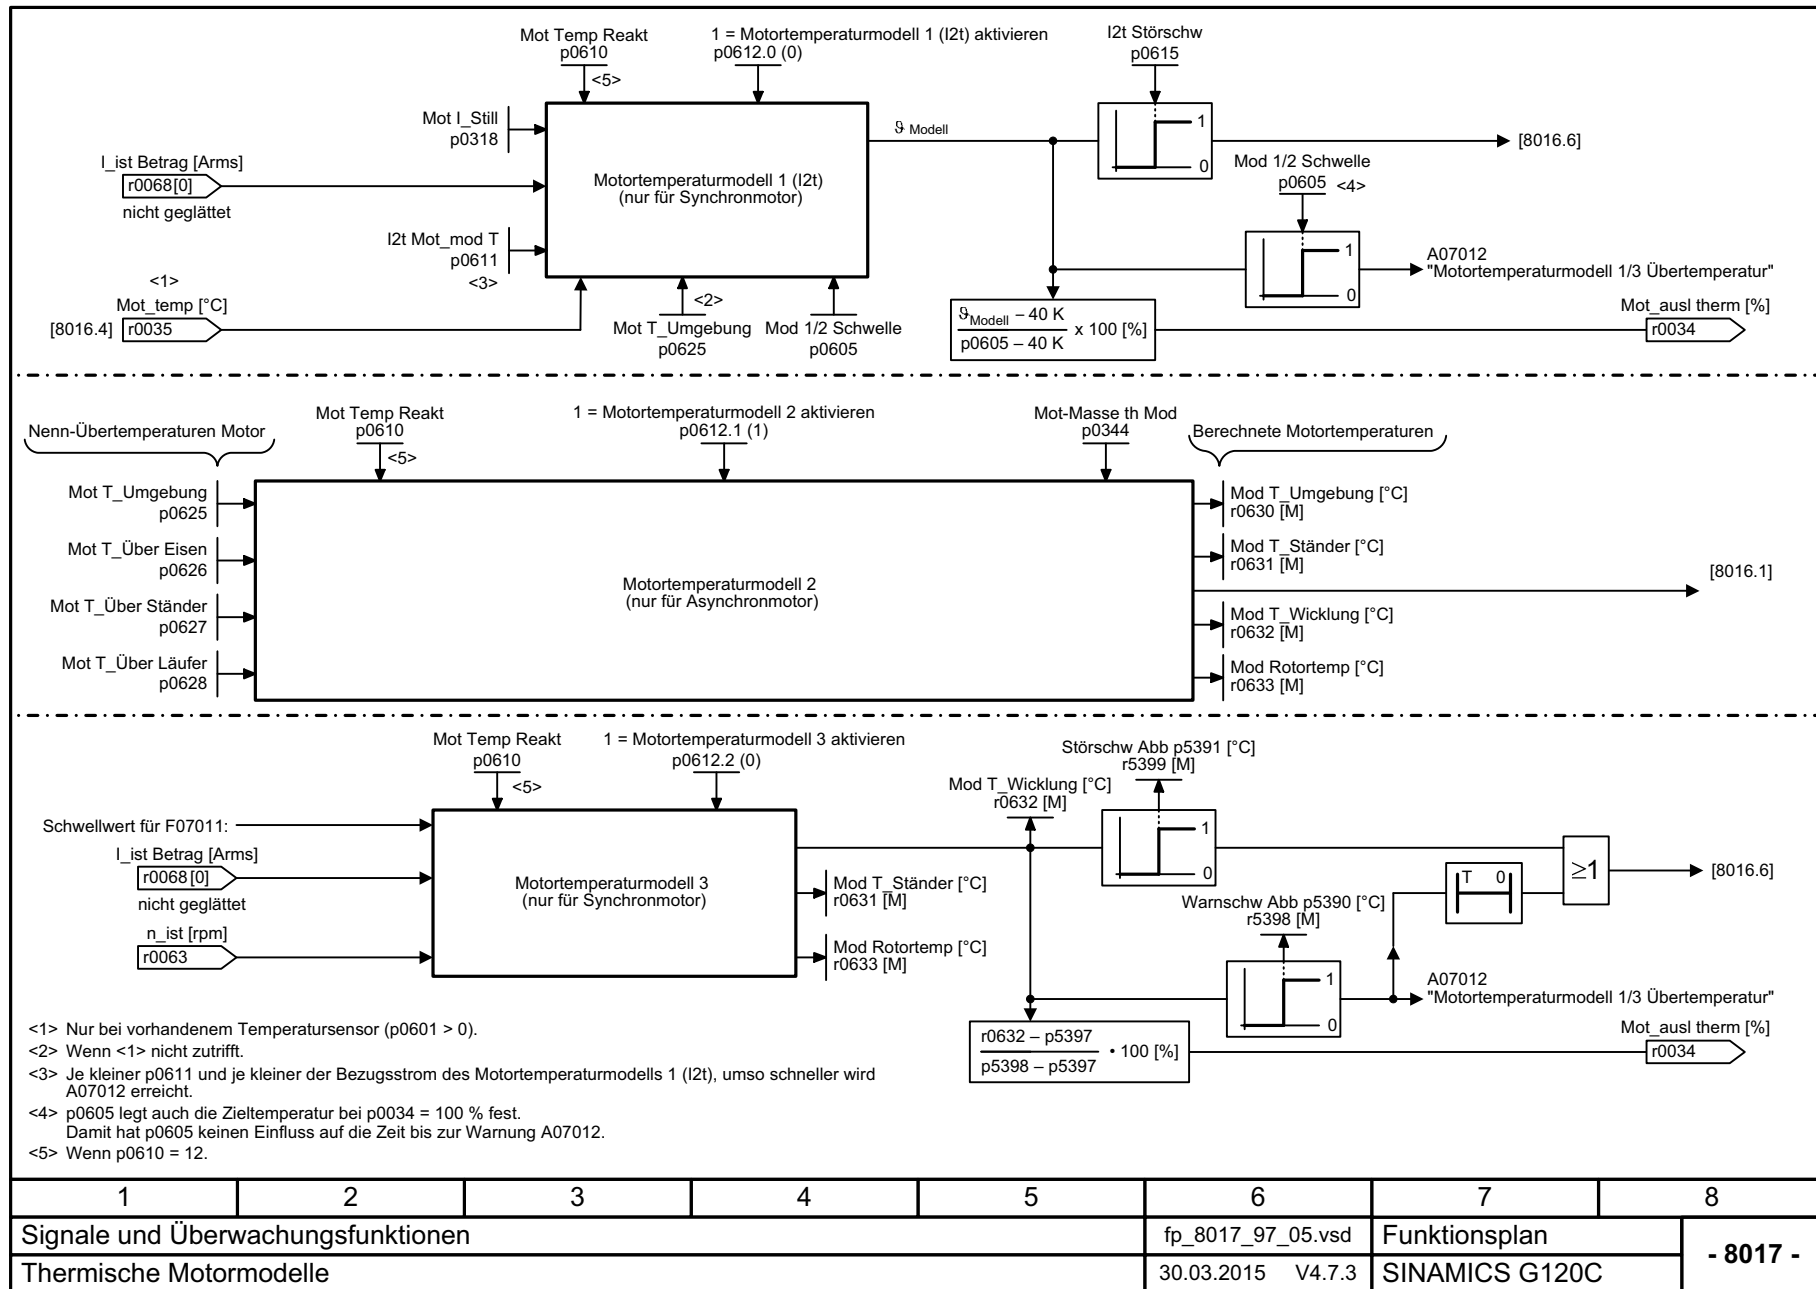 Mot Temp Reakt
p0610
<5>
1 = Motortemperaturmodell 1 (I2t) aktivieren
p0612.0 (0)
I2t Störschw
p0615
Mot I_Still
p0318
I_ist Betrag [Arms]
r0068[0]
nicht geglättet
Motortemperaturmodell 1 (I2t)
(nur für Synchronmotor)
ϑ Modell
1
0
[8016.6]
Mod 1/2 Schwelle
p0605 <4>
I2t Mot_mod T
p0611
<3>
1
0
A07012
"Motortemperaturmodell 1/3 Übertemperatur"
<1>
Mot_temp [°C]
[8016.4] r0035
<2>
Mot T_Umgebung
p0625
Mod 1/2 Schwelle
p0605
ϑModell – 40 K
p0605 – 40 K
x 100 [%]
Mot_ausl therm [%]
r0034
Nenn-Übertemperaturen Motor
Mot Temp Reakt
p0610
<5>
1 = Motortemperaturmodell 2 aktivieren
p0612.1 (1)
Mot-Masse th Mod
p0344
Berechnete Motortemperaturen
Mot T_Umgebung
p0625
Mot T_Über Eisen
p0626
Mot T_Über Ständer
p0627
Mot T_Über Läufer
p0628
Motortemperaturmodell 2
(nur für Asynchronmotor)
Mod T_Umgebung [°C]
r0630 [M]
Mod T_Ständer [°C]
r0631 [M]
[8016.1]
Mod T_Wicklung [°C]
r0632 [M]
Mod Rotortemp [°C]
r0633 [M]
Mot Temp Reakt
p0610
<5>
1 = Motortemperaturmodell 3 aktivieren
p0612.2 (0)
Störschw Abb p5391 [°C]
r5399 [M]
Mod T_Wicklung [°C]
r0632 [M]
Schwellwert für F07011:
I_ist Betrag [Arms]
r0068[0]
nicht geglättet
n_ist [rpm]
r0063
Motortemperaturmodell 3
(nur für Synchronmotor)
Mod T_Ständer [°C]
r0631 [M]
Mod Rotortemp [°C]
r0633 [M]
1
0
T 0
≥1
[8016.6]
Warnschw Abb p5390 [°C]
r5398 [M]
1
0
A07012
"Motortemperaturmodell 1/3 Übertemperatur"
r0632 – p5397
p5398 – p5397
• 100 [%]
Mot_ausl therm [%]
r0034
<1> Nur bei vorhandenem Temperatursensor (p0601 > 0).
<2> Wenn <1> nicht zutrifft.
<3> Je kleiner p0611 und je kleiner der Bezugsstrom des Motortemperaturmodells 1 (I2t), umso schneller wird
A07012 erreicht.
<4> p0605 legt auch die Zieltemperatur bei p0034 = 100 % fest.
Damit hat p0605 keinen Einfluss auf die Zeit bis zur Warnung A07012.
<5> Wenn p0610 = 12.
1 2 3 4 5 6 7 8
Signale und Überwachungsfunktionen
fp_8017_97_05.vsd
Funktionsplan
- 8017 -
Thermische Motormodelle
30.03.2015 V4.7.3
SINAMICS G120C